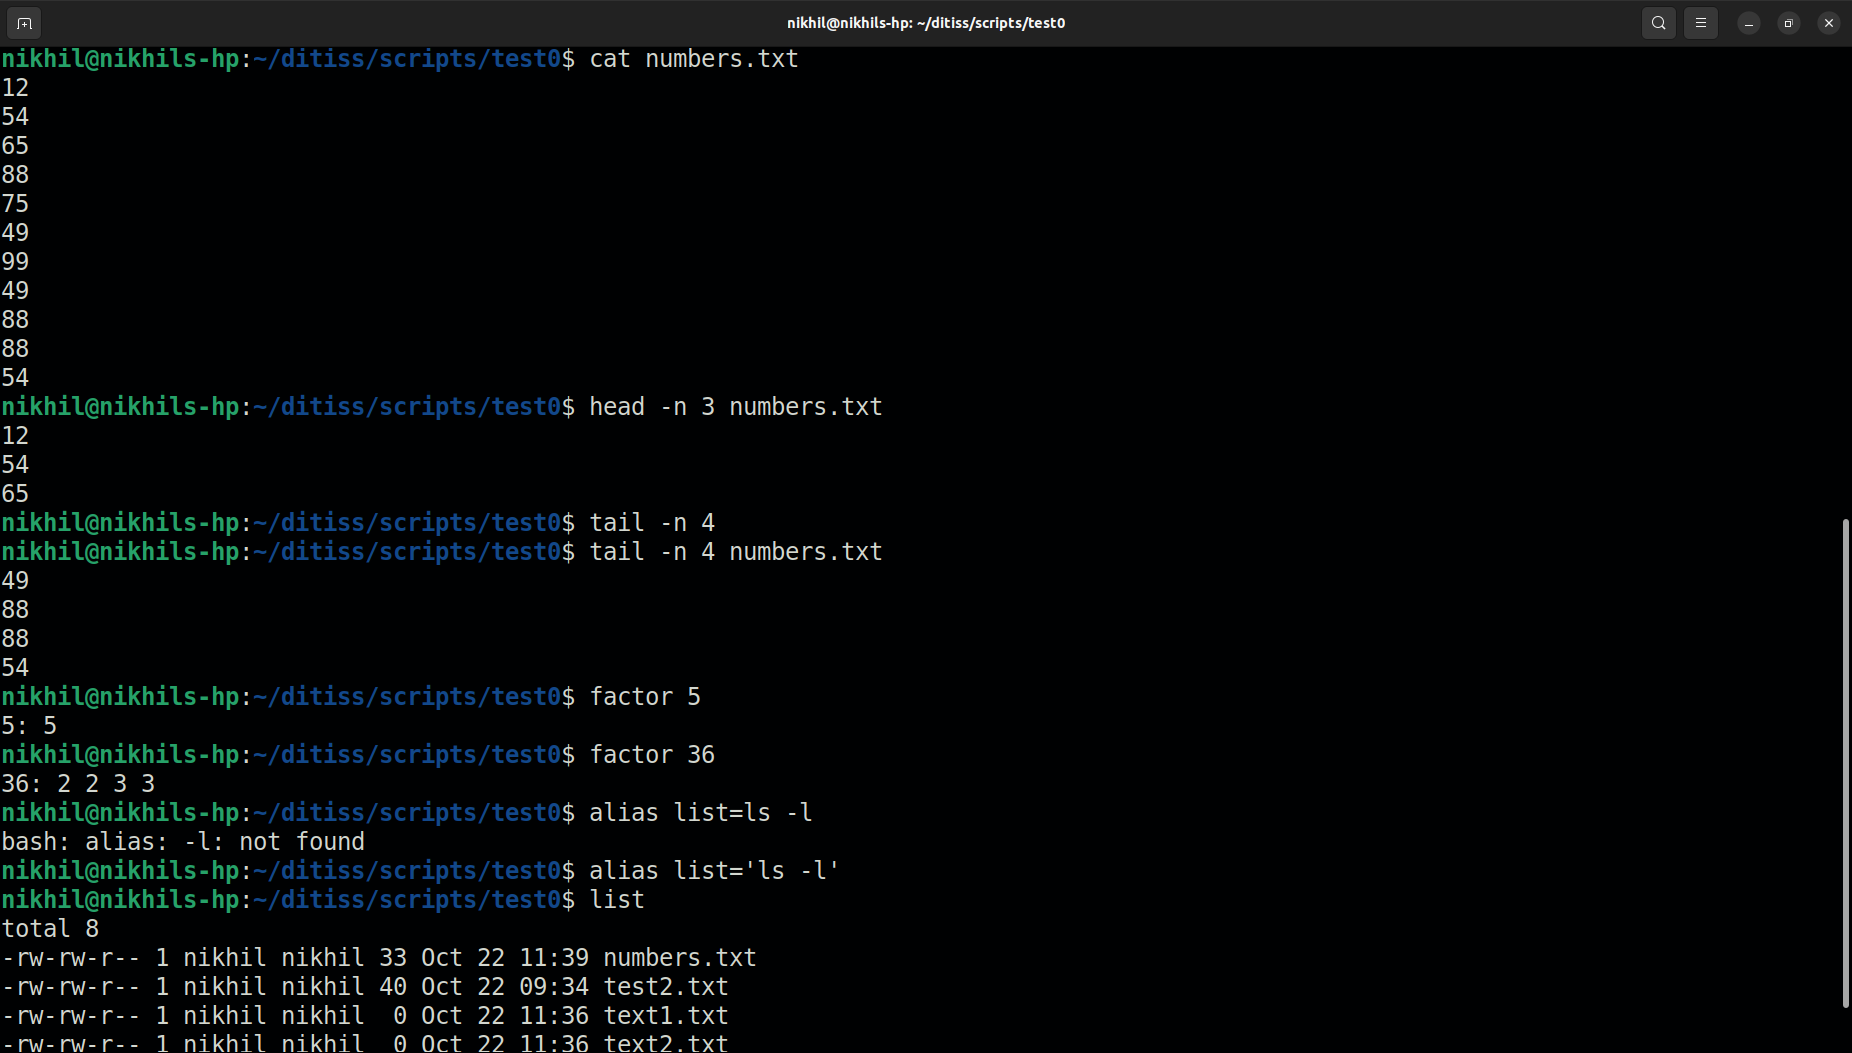 nikhil@nikhils-hp: ~/ditiss/scripts/test0
nikhil@nikhils-hp:~/ditiss/scripts/test0$ cat numbers.txt
12
54
65
88
75
49
99
49
88
88
54
nikhil@nikhils-hp:~/ditiss/scripts/test0$ head -n 3 numbers.txt
12
54
65
nikhil@nikhils-hp:~/ditiss/scripts/test0$ tail -n 4
nikhil@nikhils-hp:~/ditiss/scripts/test0$ tail -n 4 numbers.txt
49
88
88
54
nikhil@nikhils-hp:~/ditiss/scripts/test0$ factor 5
5: 5
nikhil@nikhils-hp:~/ditiss/scripts/test0$ factor 36
36: 2 2 3 3
nikhil@nikhils-hp:~/ditiss/scripts/test0$ alias list=ls -l
bash: alias: -l: not found
nikhil@nikhils-hp:~/ditiss/scripts/test0$ alias list='ls -l'
nikhil@nikhils-hp:~/ditiss/scripts/test0$ list
total 8
-rw-rw-r-- 1 nikhil nikhil 33 Oct 22 11:39 numbers.txt
-rw-rw-r-- 1 nikhil nikhil 40 Oct 22 09:34 test2.txt
-rw-rw-r-- 1 nikhil nikhil  0 Oct 22 11:36 text1.txt
-rw-rw-r-- 1 nikhil nikhil  0 Oct 22 11:36 text2.txt